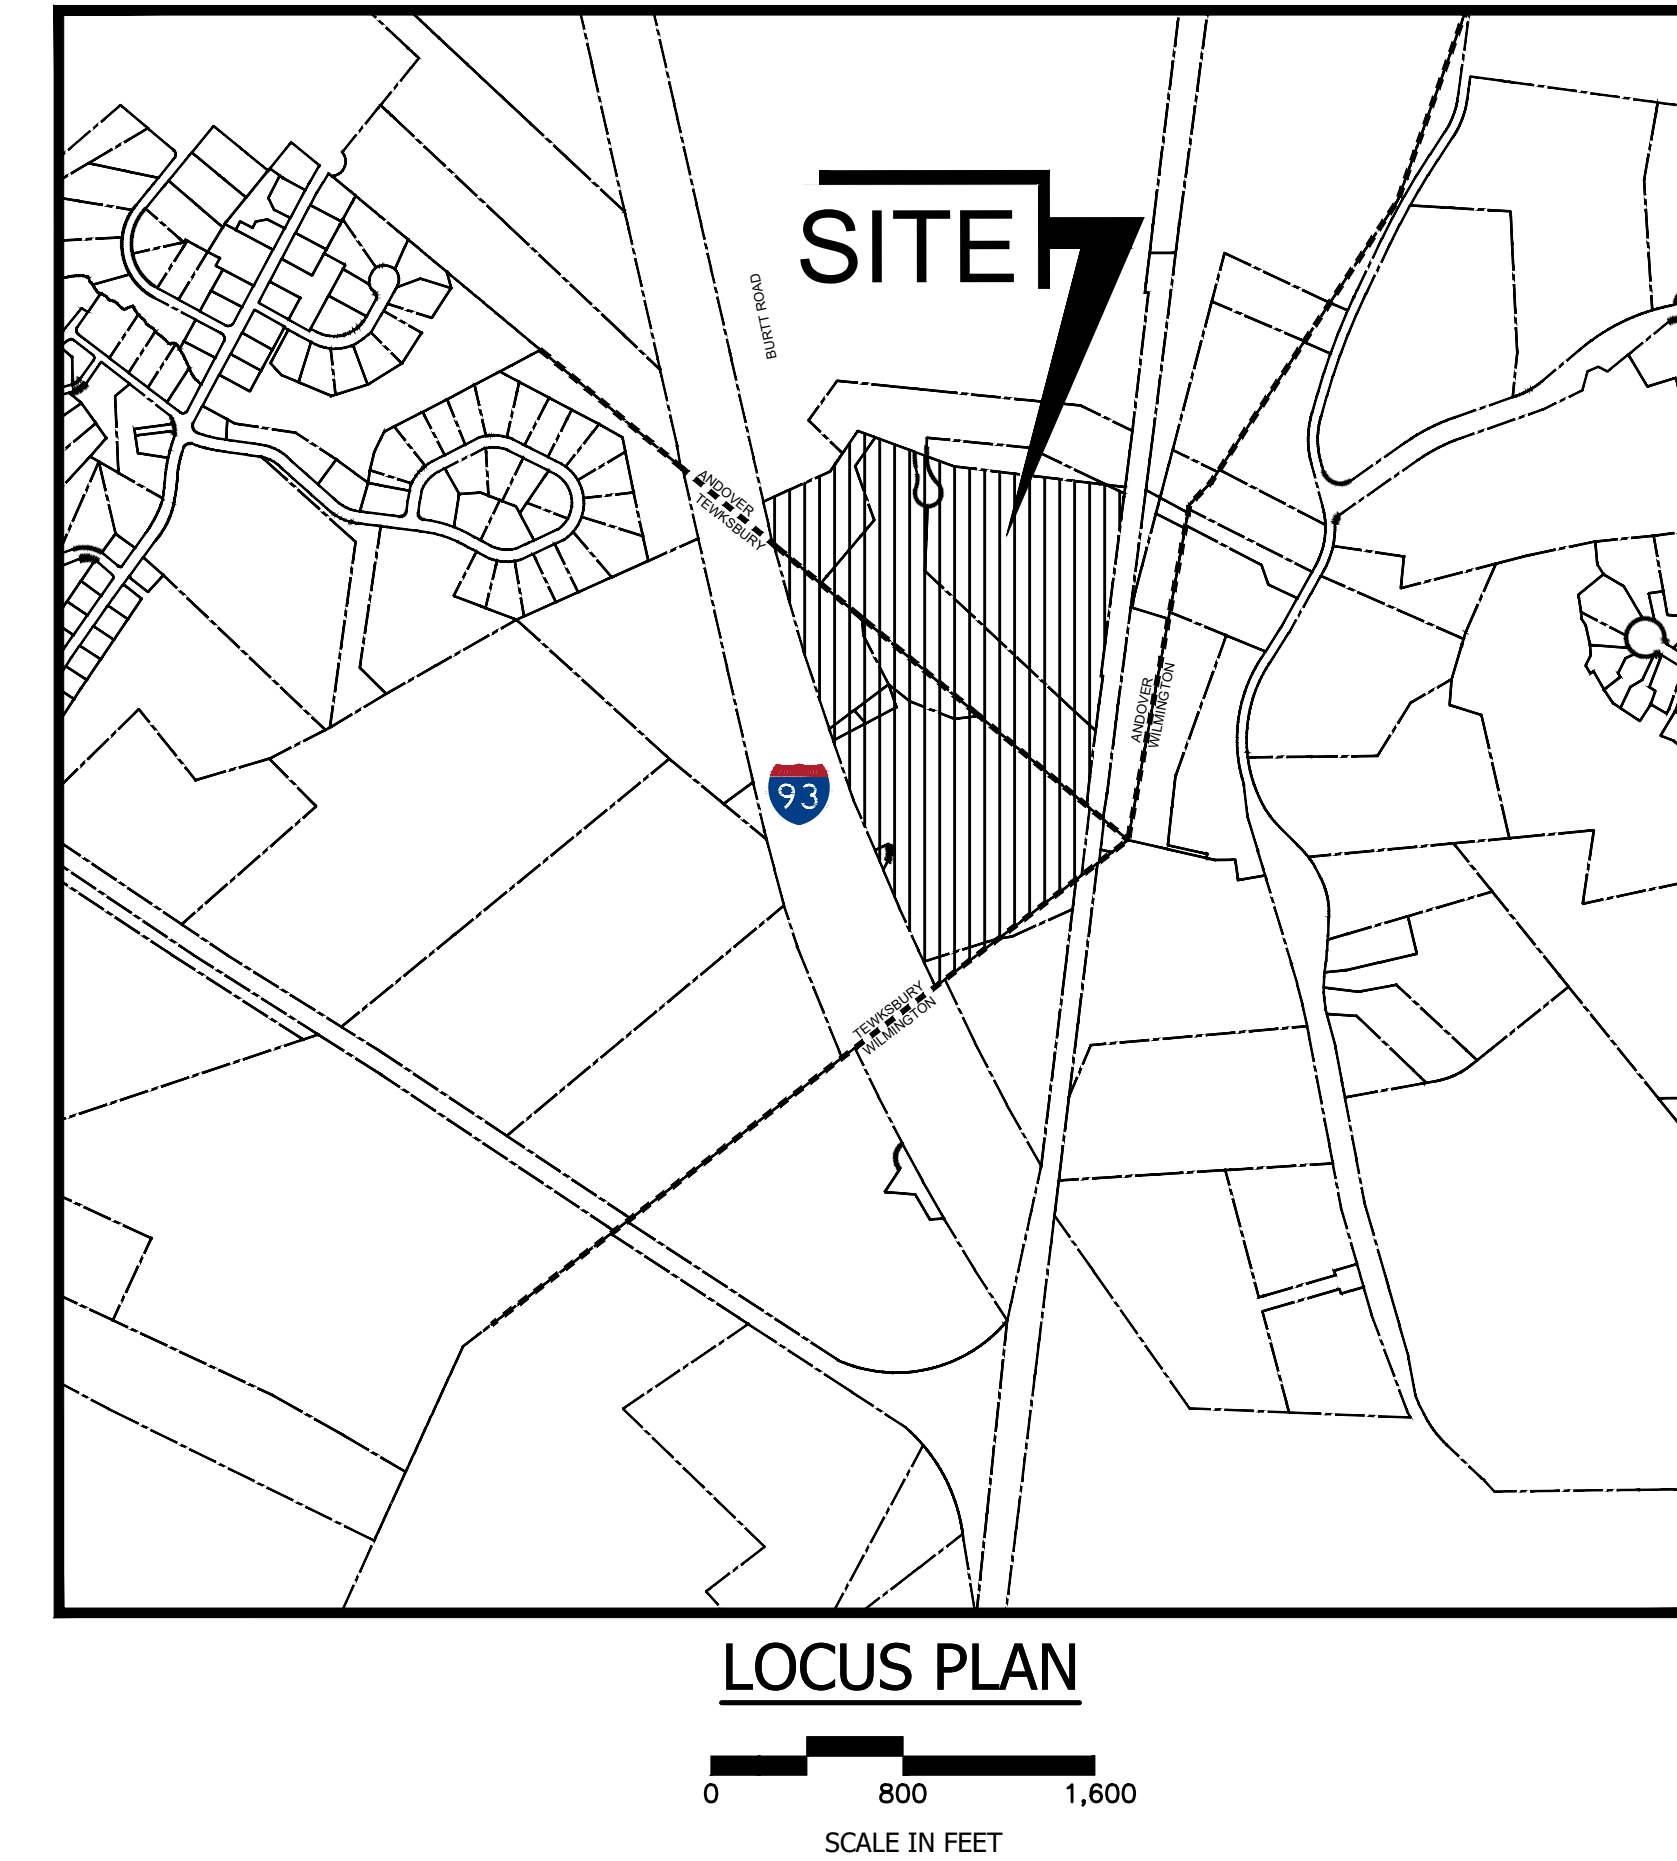 SITE
BURTT ROAD
ANDOVER
TEWKSBURY
ANDOVER
WILMINGTON
93
TEWKSBURY
WILMINGTON
LOCUS PLAN
0 800 1,600
SCALE IN FEET